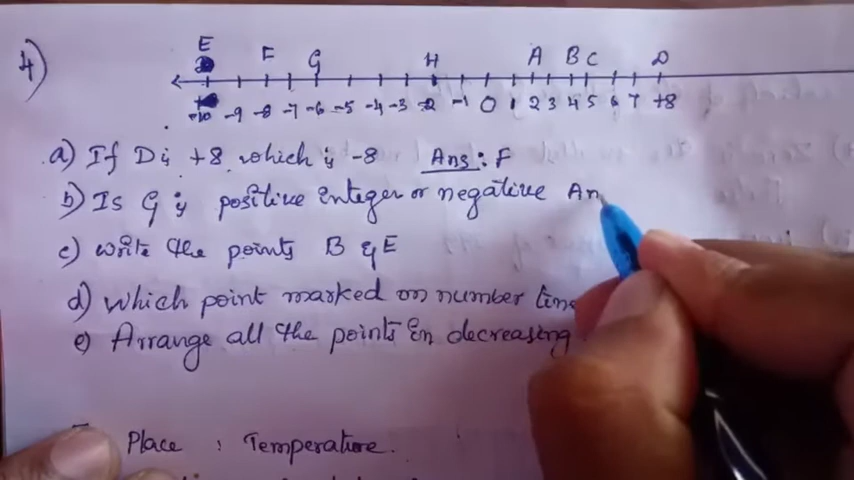 4)
E F G H A B C D
-10 -9 -8 -7 -6 -5 -4 -3 -2 -1 0 1 2 3 4 5 6 7 +8
a) If D is +8 which is -8 Ans: F
b) Is G is positive Integer or negative An
c) write the points B & E
d) which point marked on number line
e) Arrange all the points in decreasing
Place : Temperature.